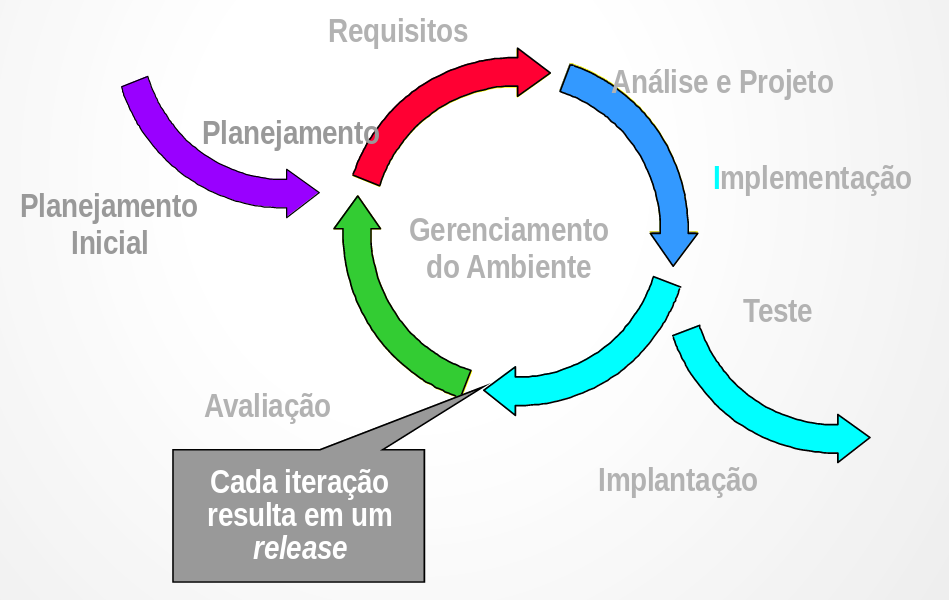 Requisitos
Análise e Projeto
Planejamento
Implementação
Planejamento
Inicial
Gerenciamento
do Ambiente
Teste
Avaliação
Implantação
Cada iteração
resulta em um
release